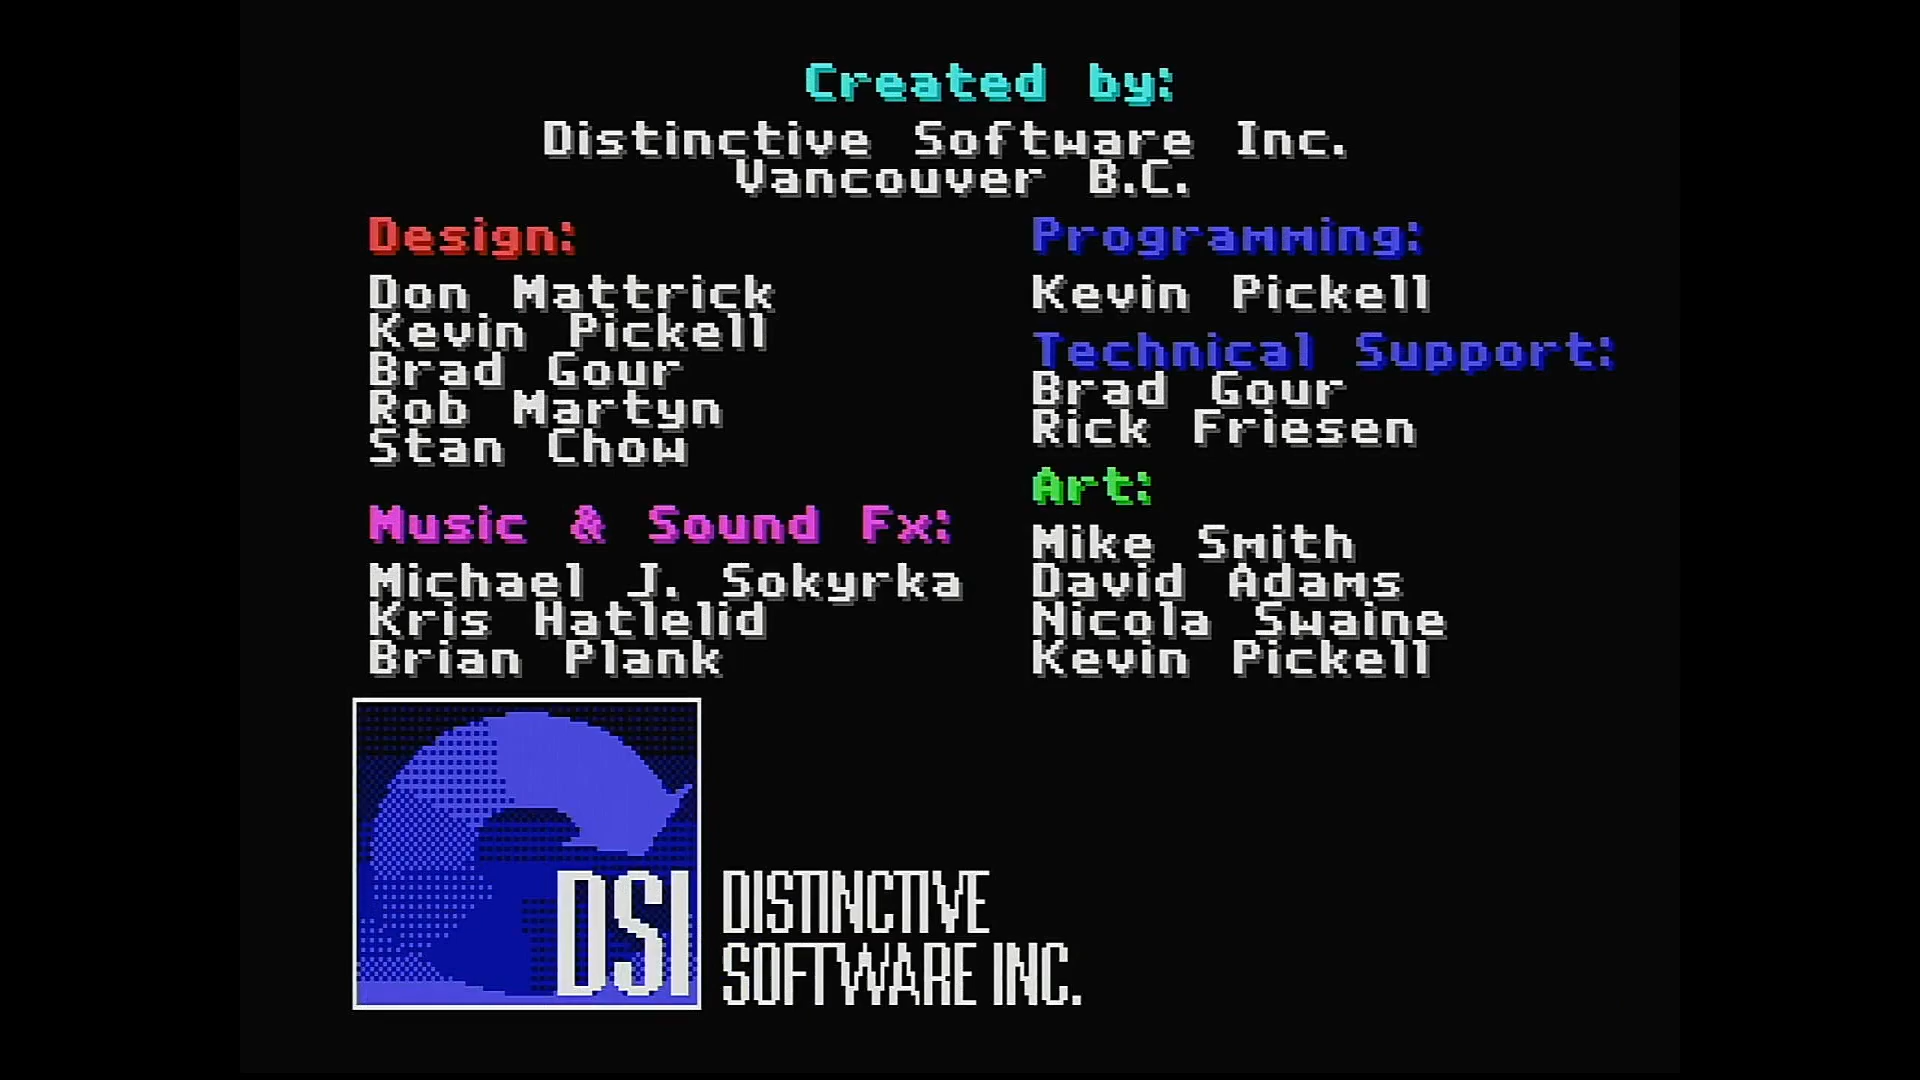 Created by:
Distinctive Software Inc.
Vancouver B.C.
Design:
Don Mattrick
Kevin Pickell
Brad Gour
Rob Martyn
Stan Chow
Music & Sound Fx:
Michael J. Sokyrka
Kris Hatlelid
Brian Plank
Programming:
Kevin Pickell
Technical Support:
Brad Gour
Rick Friesen
Art:
Mike Smith
David Adams
Nicola Swaine
Kevin Pickell
DSI
DISTINCTIVE
SOFTWARE INC.